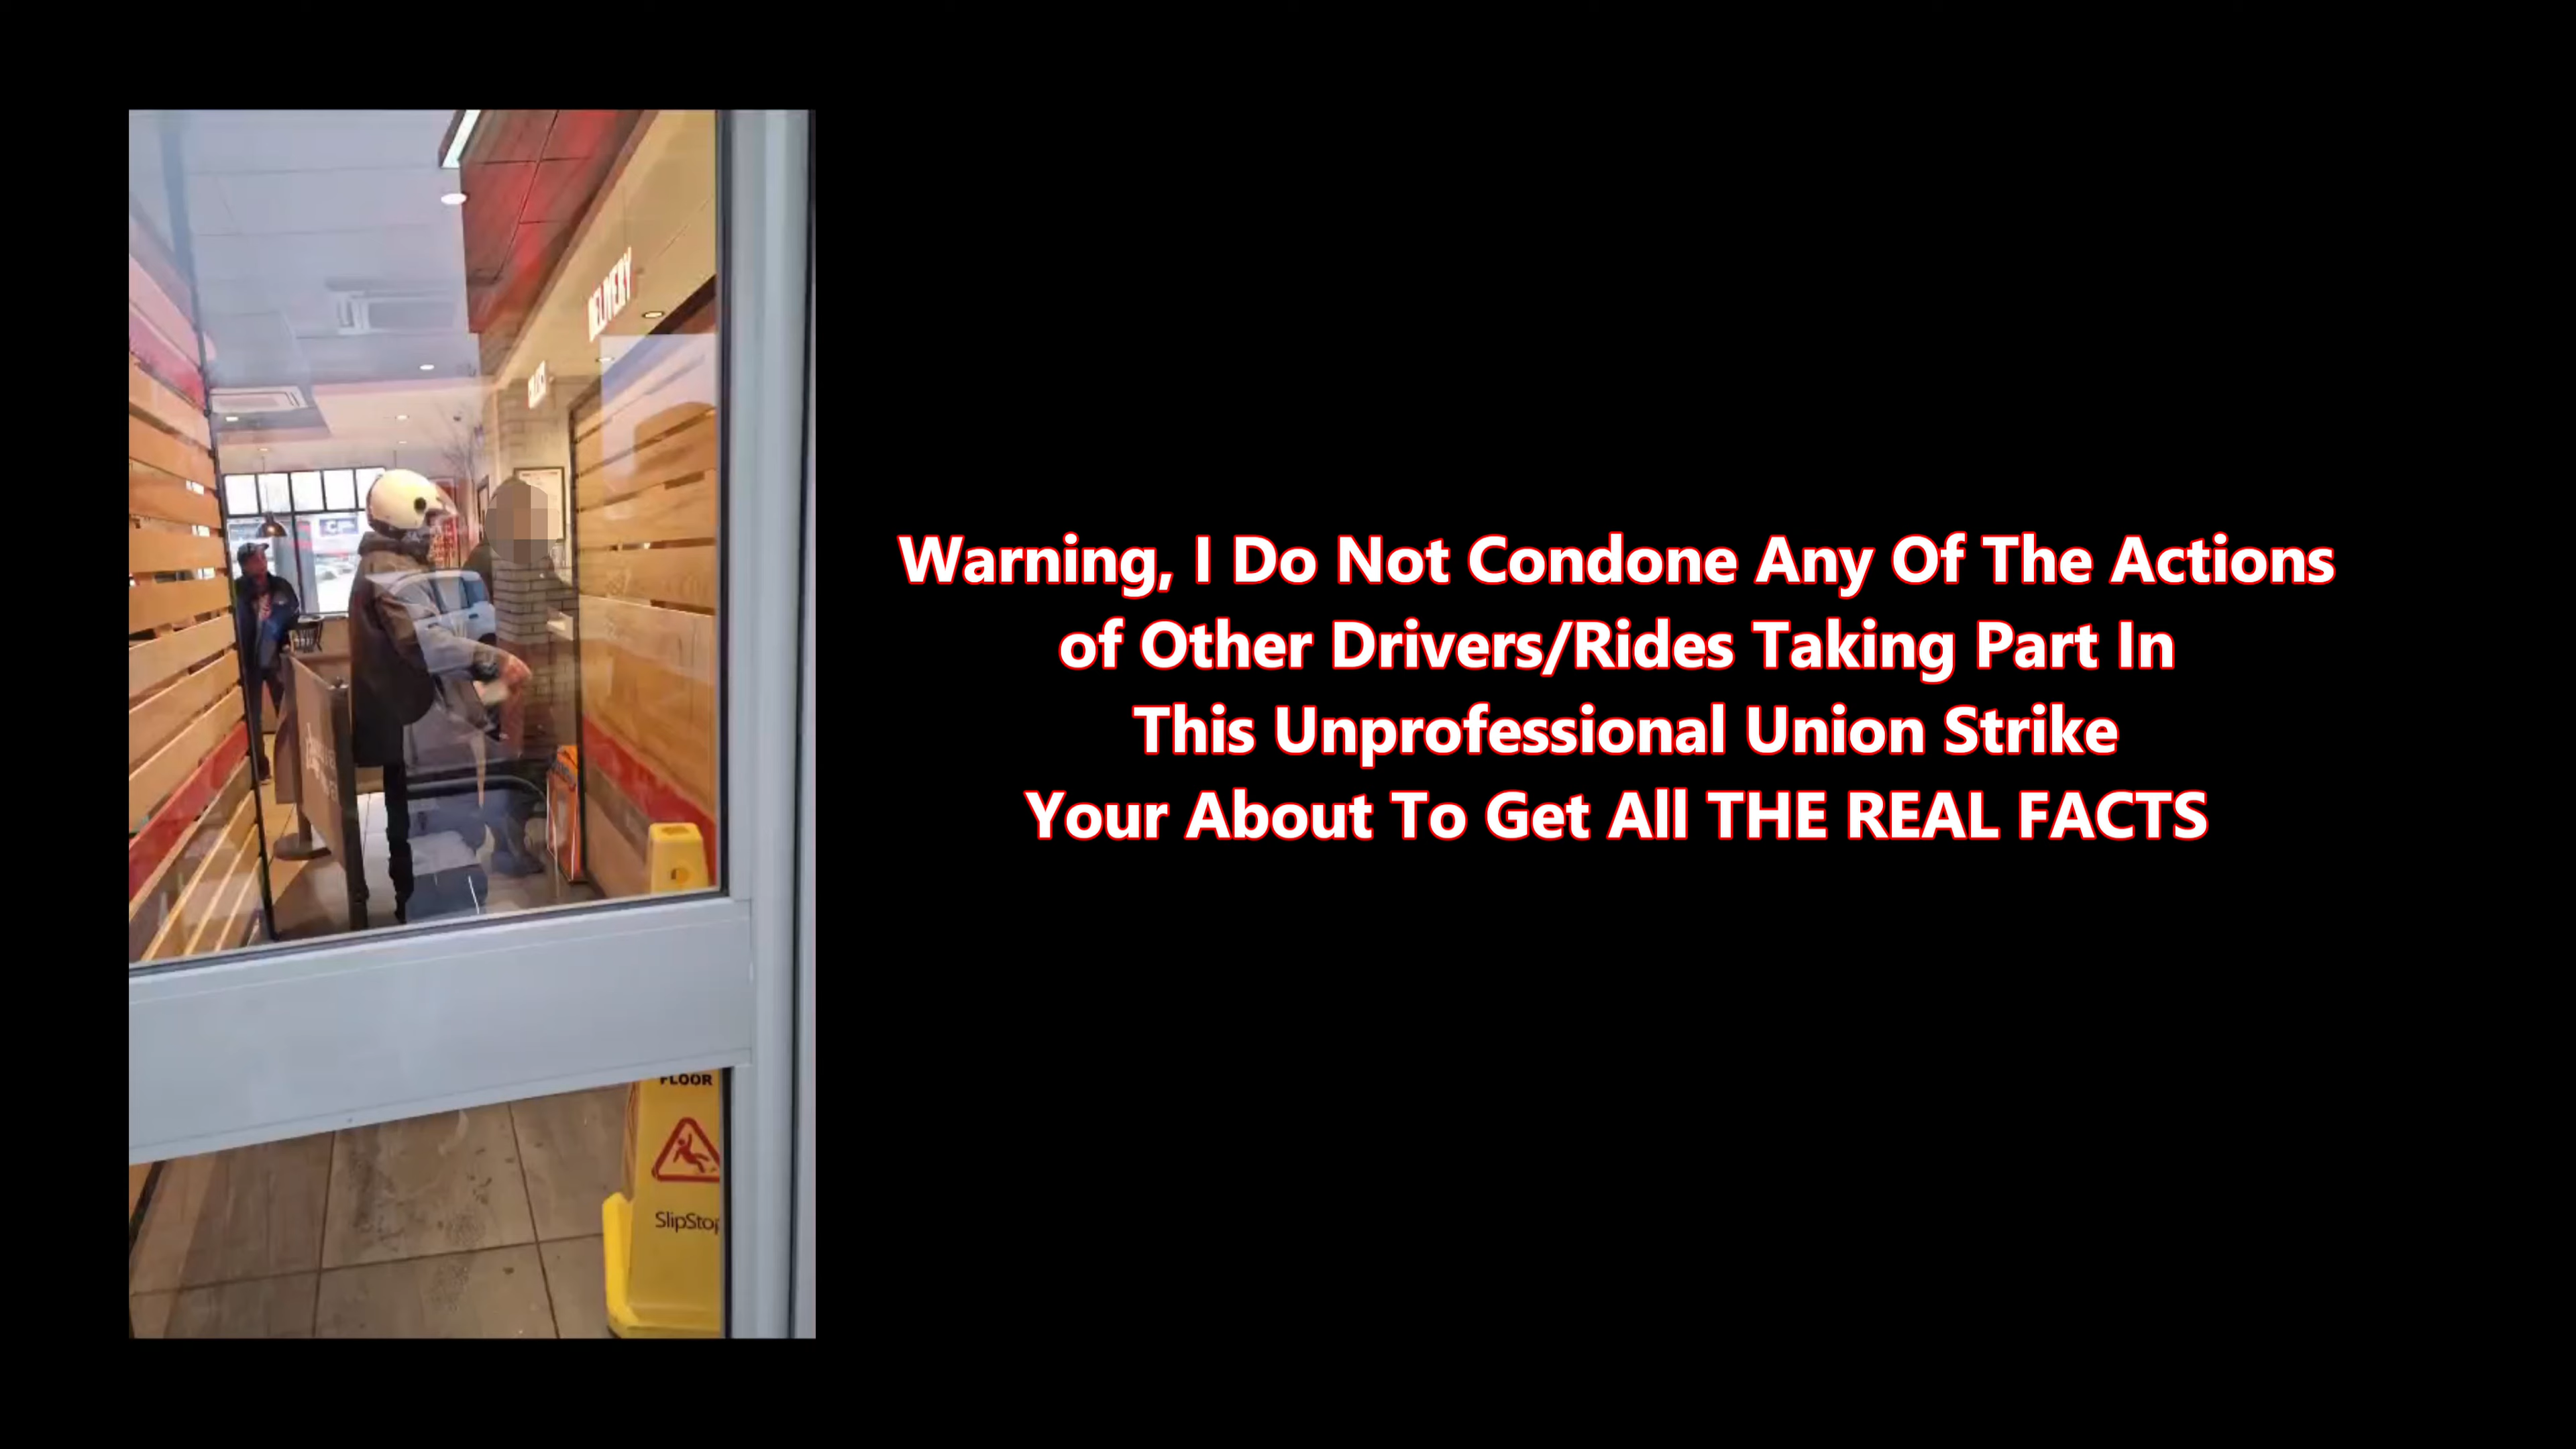 DELIVERY
Warning, I Do Not Condone Any Of The Actions
of Other Drivers/Rides Taking Part In
This Unprofessional Union Strike
Your About To Get All THE REAL FACTS
FLOOR